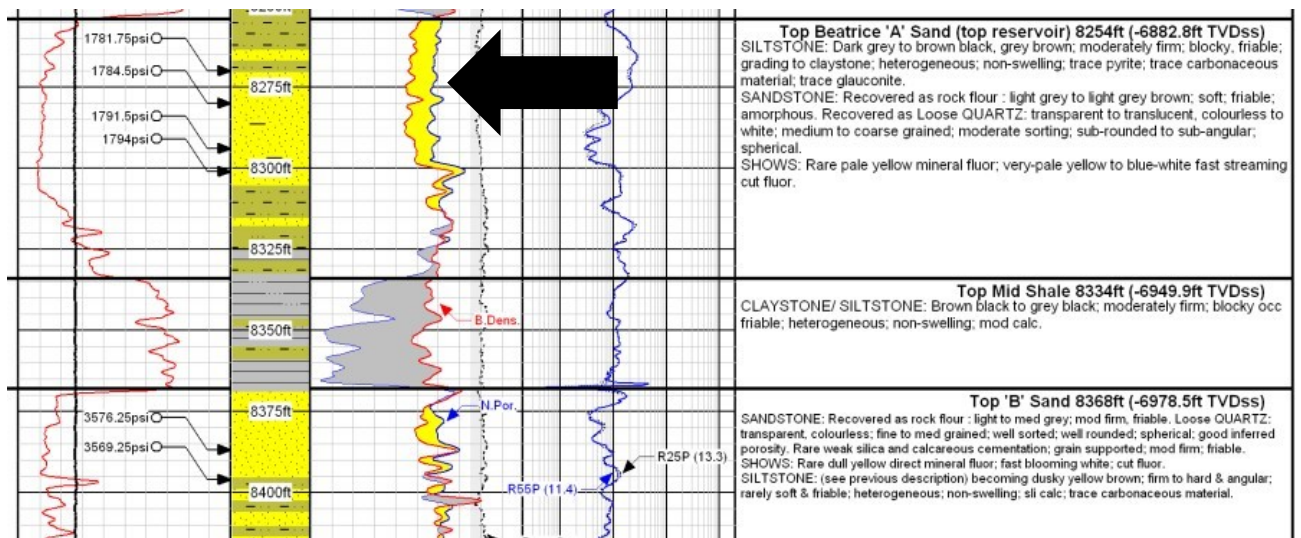 1781.75psi
1784.5psi
1791.5psi
1794psi
8275ft
8300ft
8325ft
Top Beatrice 'A' Sand (top reservoir) 8254ft (-6882.8ft TVDss)
SILTSTONE: Dark grey to brown black, grey brown; moderately firm; blocky, friable;
grading to claystone; heterogeneous; non-swelling; trace pyrite; trace carbonaceous
material; trace glauconite.
SANDSTONE: Recovered as rock flour : light grey to light grey brown; soft; friable;
amorphous. Recovered as Loose QUARTZ: transparent to translucent, colourless to
white; medium to coarse grained; moderate sorting; sub-rounded to sub-angular;
spherical.
SHOWS: Rare pale yellow mineral fluor; very-pale yellow to blue-white fast streaming
cut fluor.
8350ft
B.Dens.
Top Mid Shale 8334ft (-6949.9ft TVDss)
CLAYSTONE/ SILTSTONE: Brown black to grey black; moderately firm; blocky occ
friable; heterogeneous; non-swelling; mod calc.
3576.25psi
3569.25psi
8375ft
8400ft
N.Por.
R25P (13.3)
R55P (11.4)
Top 'B' Sand 8368ft (-6978.5ft TVDss)
SANDSTONE: Recovered as rock flour : light to med grey; mod firm, friable. Loose QUARTZ:
transparent, colourless; fine to med grained; well sorted; well rounded; spherical; good inferred
porosity. Rare weak silica and calcareous cementation; grain supported; mod firm; friable.
SHOWS: Rare dull yellow direct mineral fluor; fast blooming white; cut fluor.
SILTSTONE: (see previous description) becoming dusky yellow brown; firm to hard & angular;
rarely soft & friable; heterogeneous; non-swelling; sli calc; trace carbonaceous material.